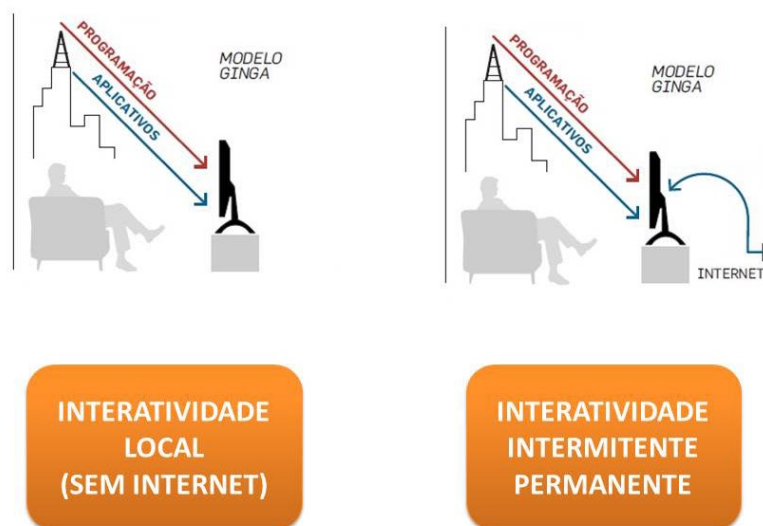 PROGRAMAÇÃO
APLICATIVOS
MODELO
GINGA
PROGRAMAÇÃO
APLICATIVOS
MODELO
GINGA
INTERNET
INTERATIVIDADE
LOCAL
(SEM INTERNET)
INTERATIVIDADE
INTERMITENTE
PERMANENTE